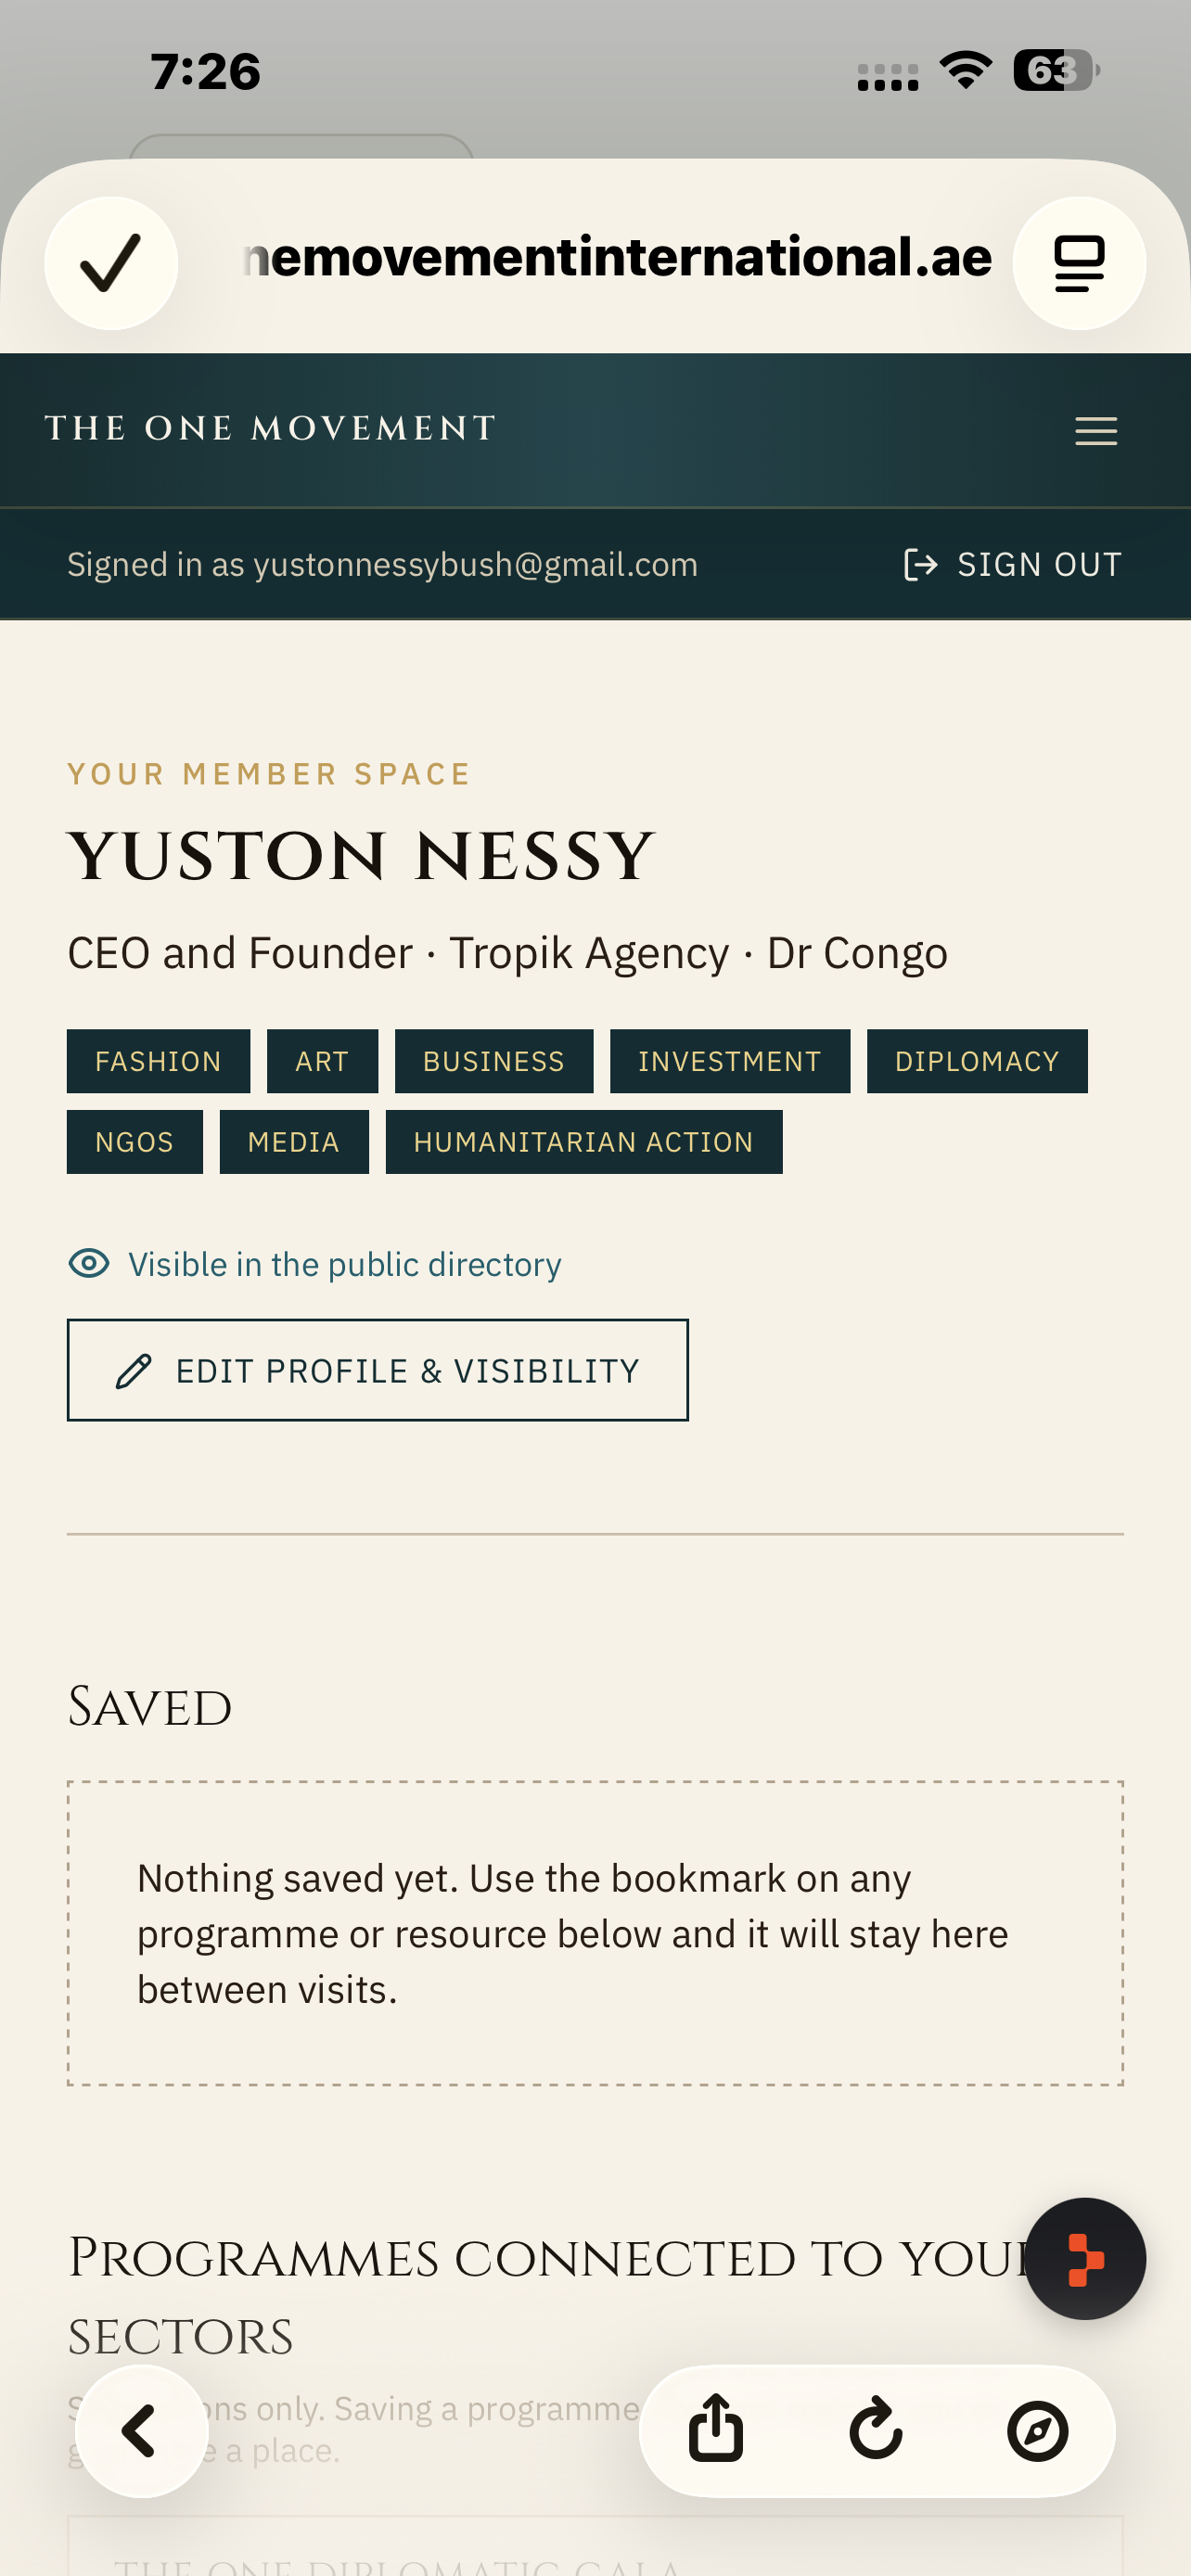 7:26
63
nemovementinternational.ae
THE ONE MOVEMENT
Signed in as yustonnessybush@gmail.com
SIGN OUT
YOUR MEMBER SPACE
YUSTON NESSY
CEO and Founder · Tropik Agency · Dr Congo
FASHION ART BUSINESS INVESTMENT DIPLOMACY
NGOS MEDIA HUMANITARIAN ACTION
Visible in the public directory
EDIT PROFILE & VISIBILITY
SAVED
Nothing saved yet. Use the bookmark on any
programme or resource below and it will stay here
between visits.
PROGRAMMES CONNECTED TO YOUR
SECTORS
only. Saving a programme
a place.
THE ONE DIPLOMATIC GALA